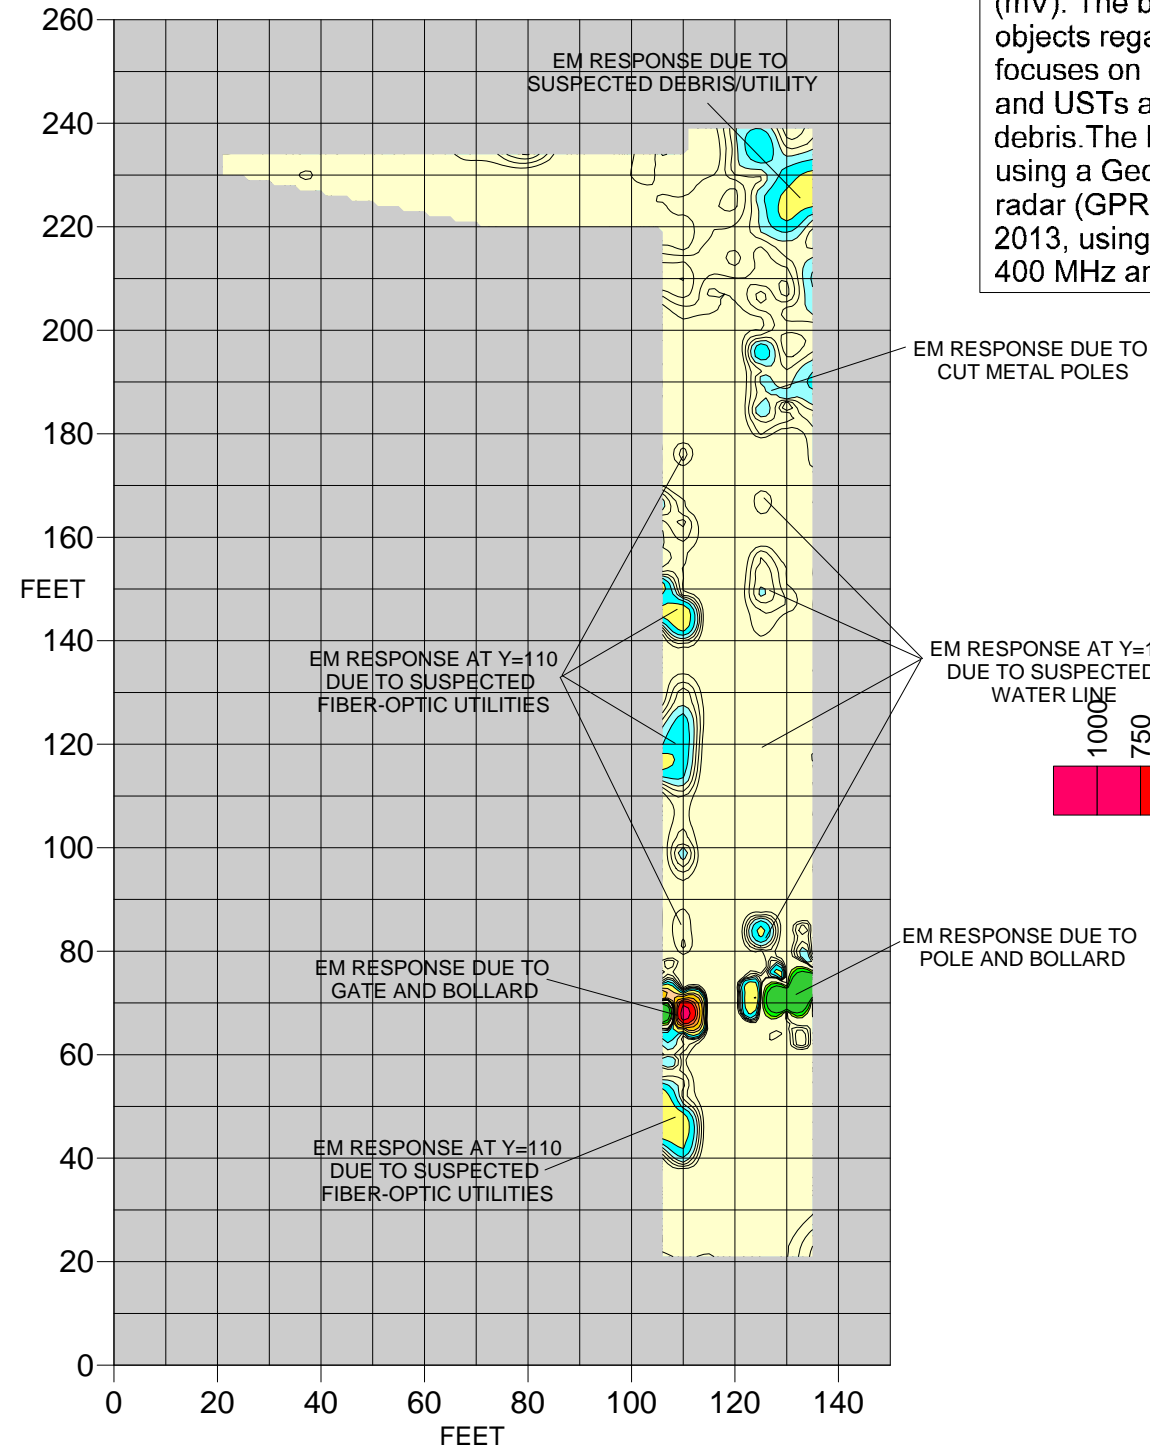 (mV). The b
objects rega
focuses on
and USTs a
debris.The
using a Geo
radar (GPR
2013, using
400 MHz an
260
240
220
200
180
160
140
120
100
80
60
40
20
0
FEET
0 20 40 60 80 100 120 140
FEET
EM RESPONSE DUE TO
SUSPECTED DEBRIS/UTILITY
EM RESPONSE DUE TO
CUT METAL POLES
EM RESPONSE AT Y=110
DUE TO SUSPECTED
FIBER-OPTIC UTILITIES
EM RESPONSE AT Y=1
DUE TO SUSPECTED
WATER LINE
1000
750
EM RESPONSE DUE TO
POLE AND BOLLARD
EM RESPONSE DUE TO
GATE AND BOLLARD
EM RESPONSE AT Y=110
DUE TO SUSPECTED
FIBER-OPTIC UTILITIES